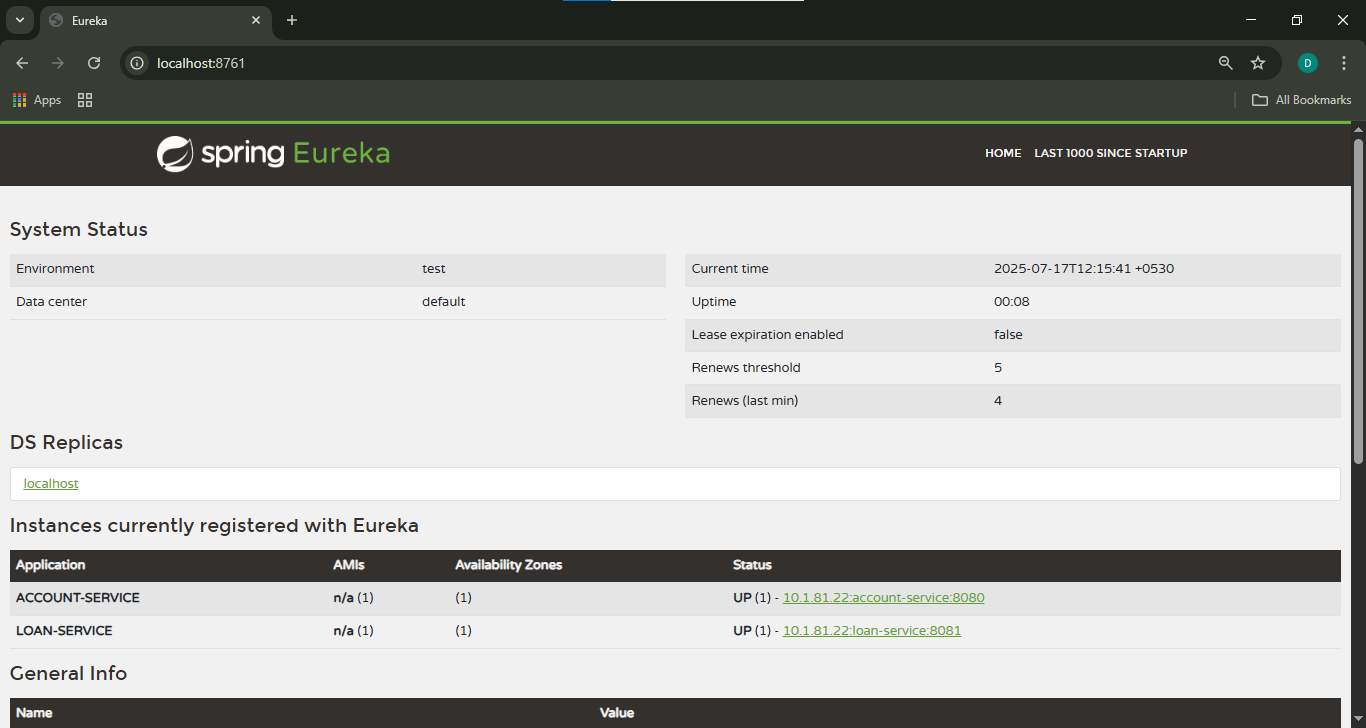 Eureka
localhost:8761
D
Apps
All Bookmarks
spring Eureka
HOME LAST 1000 SINCE STARTUP
System Status
Environment test
Data center default
Current time 2025-07-17T12:15:41 +0530
Uptime 00:08
Lease expiration enabled false
Renews threshold 5
Renews (last min) 4
DS Replicas
localhost
Instances currently registered with Eureka
Application AMIs Availability Zones Status
ACCOUNT-SERVICE n/a (1) (1) UP (1) - 10.1.81.22:account-service:8080
LOAN-SERVICE n/a (1) (1) UP (1) - 10.1.81.22:loan-service:8081
General Info
Name Value